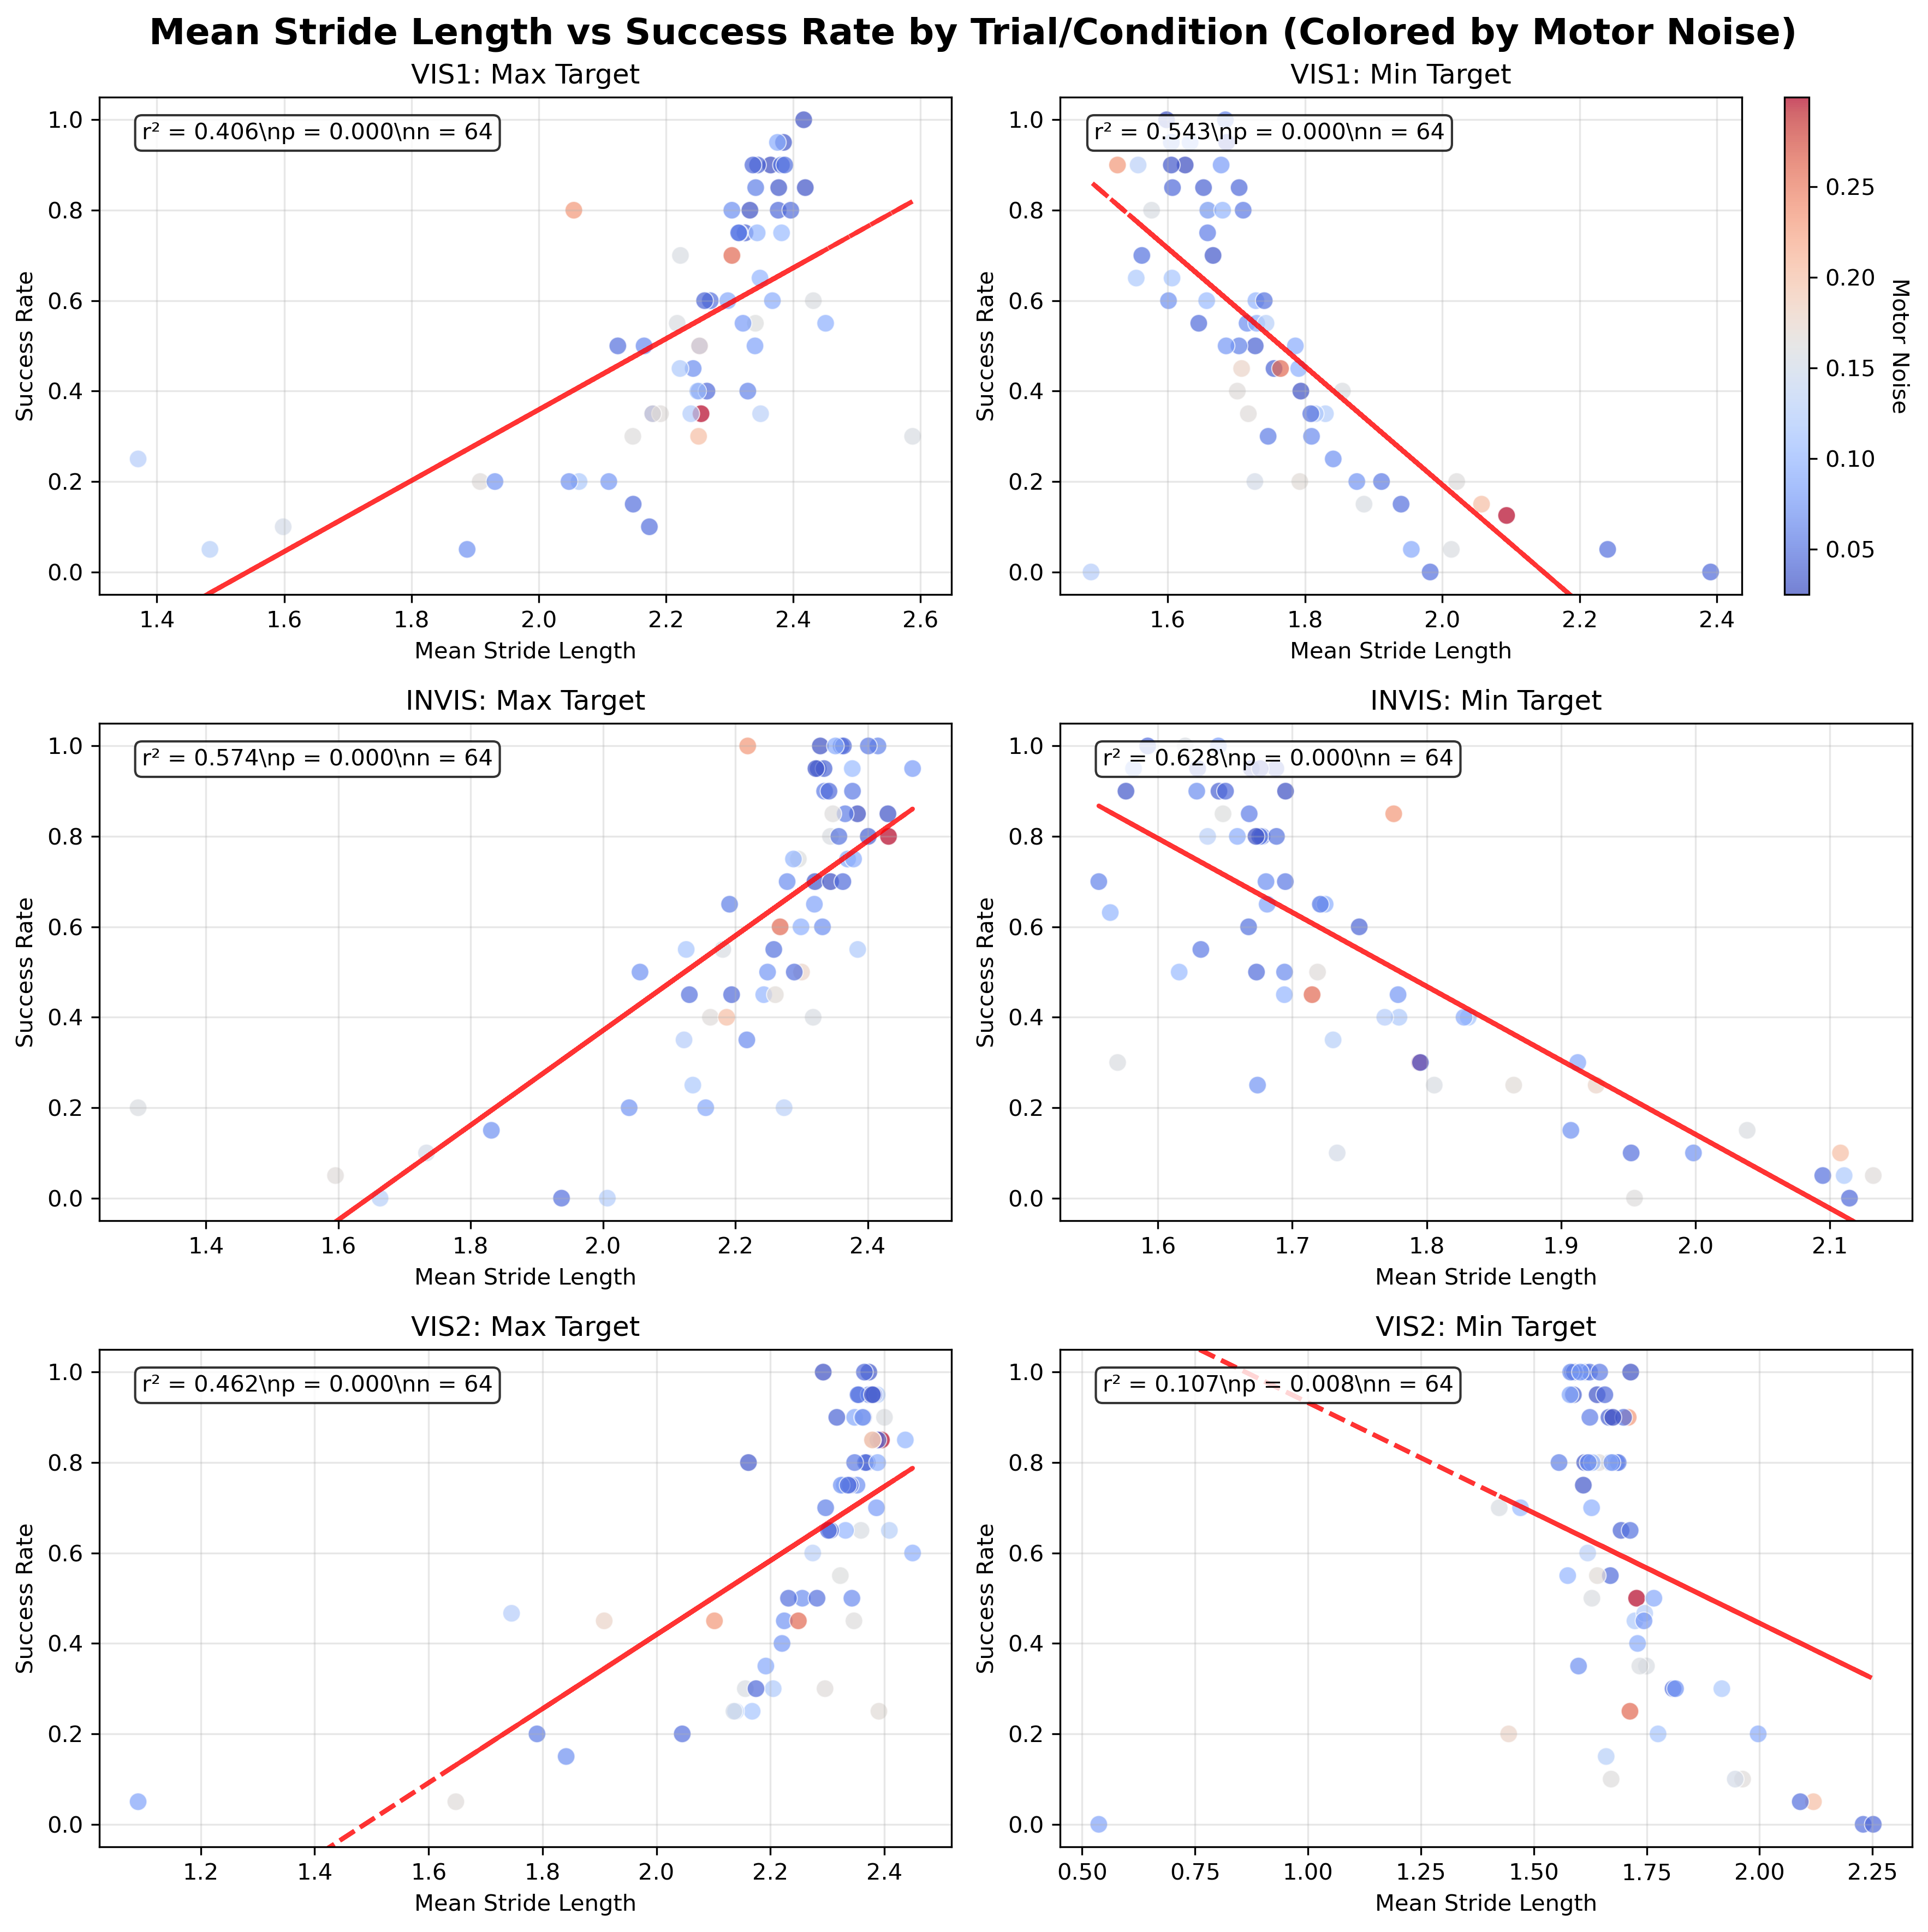 Mean Stride Length vs Success Rate by Trial/Condition (Colored by Motor Noise)
VIS1: Max Target
r² = 0.406\np = 0.000\nn = 64
Success Rate
1.0
0.8
0.6
0.4
0.2
0.0
1.4 1.6 1.8 2.0 2.2 2.4 2.6
Mean Stride Length
VIS1: Min Target
r² = 0.543\np = 0.000\nn = 64
Success Rate
1.0
0.8
0.6
0.4
0.2
0.0
1.6 1.8 2.0 2.2 2.4
Mean Stride Length
0.25
0.20
0.15
0.10
0.05
Motor Noise
INVIS: Max Target
r² = 0.574\np = 0.000\nn = 64
Success Rate
1.0
0.8
0.6
0.4
0.2
0.0
1.4 1.6 1.8 2.0 2.2 2.4
Mean Stride Length
INVIS: Min Target
r² = 0.628\np = 0.000\nn = 64
Success Rate
1.0
0.8
0.6
0.4
0.2
0.0
1.6 1.7 1.8 1.9 2.0 2.1
Mean Stride Length
VIS2: Max Target
r² = 0.462\np = 0.000\nn = 64
Success Rate
1.0
0.8
0.6
0.4
0.2
0.0
1.2 1.4 1.6 1.8 2.0 2.2 2.4
Mean Stride Length
VIS2: Min Target
r² = 0.107\np = 0.008\nn = 64
Success Rate
1.0
0.8
0.6
0.4
0.2
0.0
0.50 0.75 1.00 1.25 1.50 1.75 2.00 2.25
Mean Stride Length